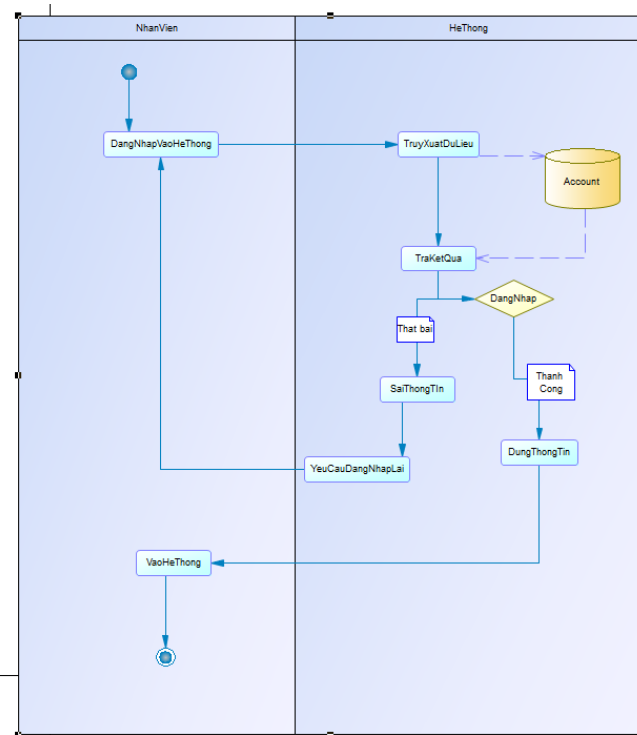 NhanVien
HeThong
DangNhapVaoHeThong
TruyXuatDuLieu
Account
TraKetQua
DangNhap
That bai
Thanh
Cong
SaiThongTIn
DungThongTin
YeuCauDangNhapLai
VaoHeThong